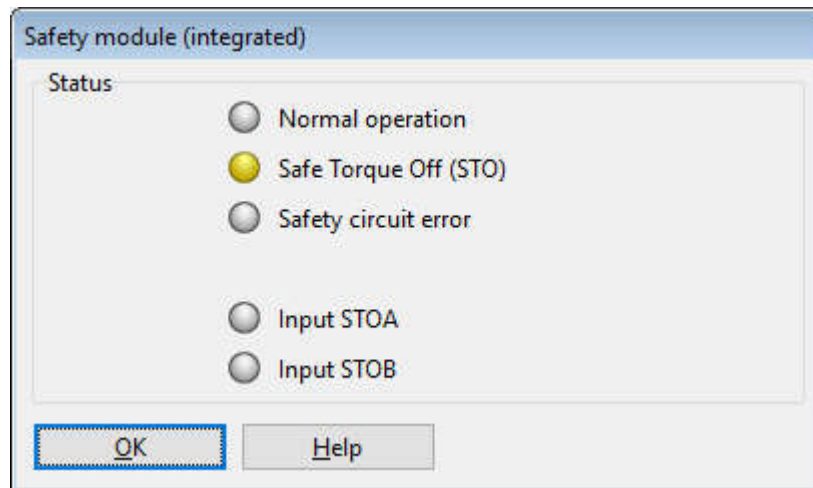 Safety module (integrated)
Status
Normal operation
Safe Torque Off (STO)
Safety circuit error
Input STOA
Input STOB
OK
Help